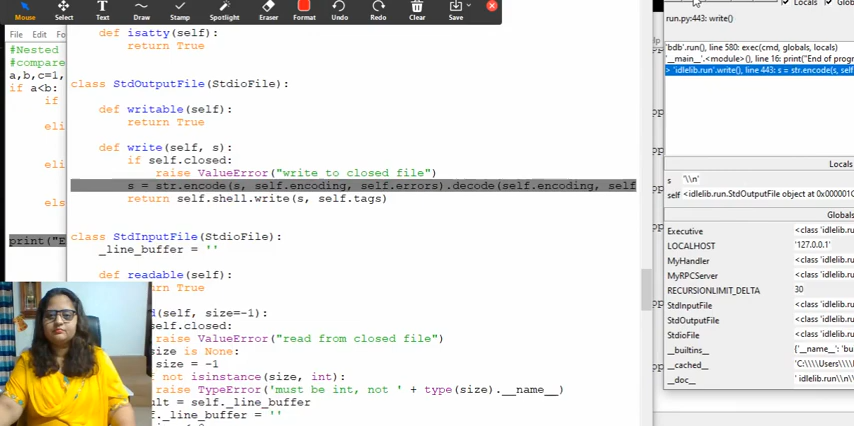 Mouse Select Text Draw Stamp Spotlight Eraser Format Undo Redo Clear Save
File Edit Fo
#Nested
#compare
a,b,c=1,
if a<b:
if
eli
eli
els
print("E
def isatty(self):
return True
class StdOutputFile(StdioFile):
def writable(self):
return True
def write(self, s):
if self.closed:
raise ValueError("write to closed file")
s = str.encode(s, self.encoding, self.errors).decode(self.encoding, self
return self.shell.write(s, self.tags)
class StdInputFile(StdioFile):
_line_buffer = ''
def readable(self):
rn True
d(self, size=-1):
self.closed:
raise ValueError("read from closed file")
size is None:
size = -1
f not isinstance(size, int):
raise TypeError('must be int, not ' + type(size).__name__)
ult = self._line_buffer
f._line_buffer = ''
Locals
run.py:443: write()
'bdb'.run(), line 580: exec(cmd, globals, locals)
'__main__'.<module>(), line 16: print("End of progr
> 'idlelib.run'.write(), line 443: s = str.encode(s, self
Locals
s '\\n'
self <idlelib.run.StdOutputFile object at 0x000001C
Globals
Executive <class 'idlelib.ru
LOCALHOST '127.0.0.1'
MyHandler <class 'idlelib.ru
MyRPCServer <class 'idlelib.ru
RECURSIONLIMIT_DELTA 30
StdInputFile <class 'idlelib.ru
StdOutputFile <class 'idlelib.ru
StdioFile <class 'idlelib.ru
__builtins__ {'__name__': 'bu
__cached__ 'C:\\\\Users\\\\
__doc__ ' idlelib.run\\n\\